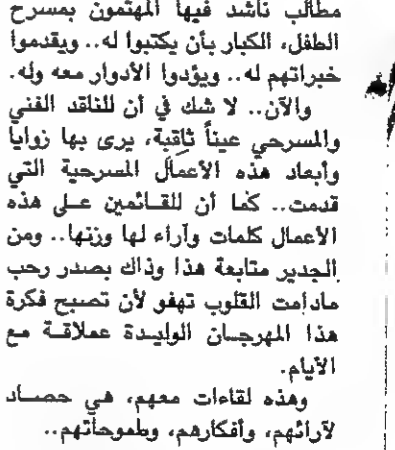 مطالب ناشد فيها المهتمون بمسرح
الطفل، الكبار بأن يكتبوا له.. ويقدموا
خبراتهم له.. ويؤدوا الأدوار معه وله.
والآن.. لا شك في أن للناقد الفني
والمسرحي عيناً ثاقبة، يرى بها زوايا
وأبعاد هذه الأعمال المسرحية التي
قدمت.. كما أن للقائمين على هذه
الأعمال كلمات وآراء لها وزنها.. ومن
الجدير متابعة هذا وذاك بصدر رحب
مادامت القلوب تهفو لأن تصبح فكرة
هذا المهرجان الوليدة عملاقة مع
الأيام.
وهذه لقاءات معهم، هي حصاد
لآرائهم، وأفكارهم، وطموحاتهم..